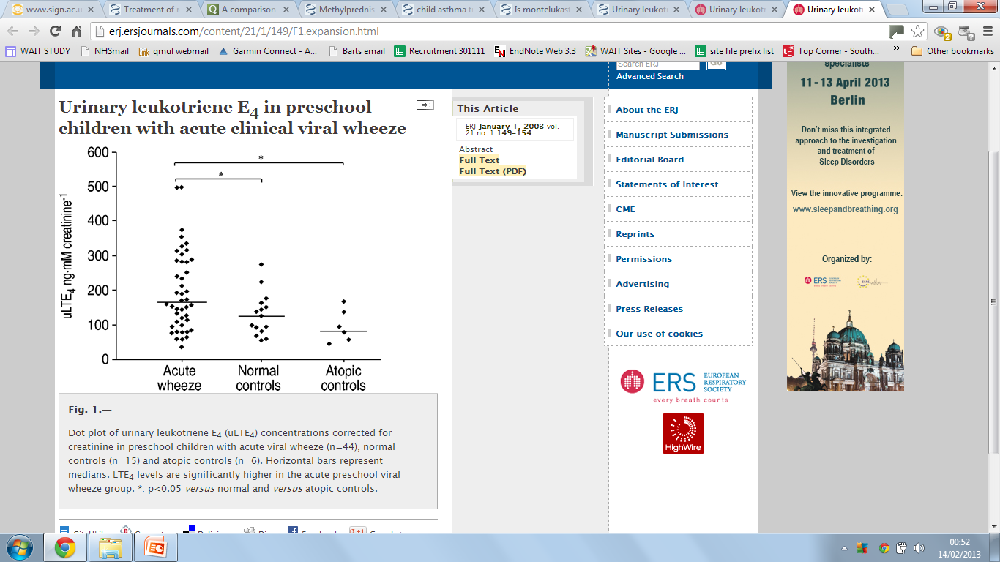 www.sign.ac.u
Treatment of r
A comparison
Methylprednis
child asthma t
Is montelukast
Urinary leukot
Urinary leukot
Urinary leukot
erj.ersjournals.com/content/21/1/149/F1.expansion.html
WAIT STUDY
NHSmail
qmul webmail
Garmin Connect - A...
Barts email
Recruitment 301111
EndNote Web 3.3
WAIT Sites - Google ...
site file prefix list
Top Corner - South...
»
Other bookmarks
Search ERJ
Go
Advanced Search
Urinary leukotriene E4 in preschool
children with acute clinical viral wheeze
600
500
400
300
200
100
0
uLTE4 ng·mM creatinine-1
*
*
Acute
wheeze
Normal
controls
Atopic
controls
Fig. 1.—
Dot plot of urinary leukotriene E4 (uLTE4) concentrations corrected for
creatinine in preschool children with acute viral wheeze (n=44), normal
controls (n=15) and atopic controls (n=6). Horizontal bars represent
medians. LTE4 levels are significantly higher in the acute preschool viral
wheeze group. *: p<0.05 versus normal and versus atopic controls.
This Article
ERJ January 1, 2003 vol.
21 no. 1 149-154
Abstract
Full Text
Full Text (PDF)
About the ERJ
Manuscript Submissions
Editorial Board
Statements of Interest
CME
Reprints
Permissions
Advertising
Press Releases
Our use of cookies
ERS
EUROPEAN
RESPIRATORY
SOCIETY
every breath counts
HighWire
specialists
11 - 13 April 2013
Berlin
Don't miss this integrated
approach to the investigation
and treatment of
Sleep Disorders
View the innovative programme:
www.sleepandbreathing.org
Organized by:
ERS
00:52
14/02/2013